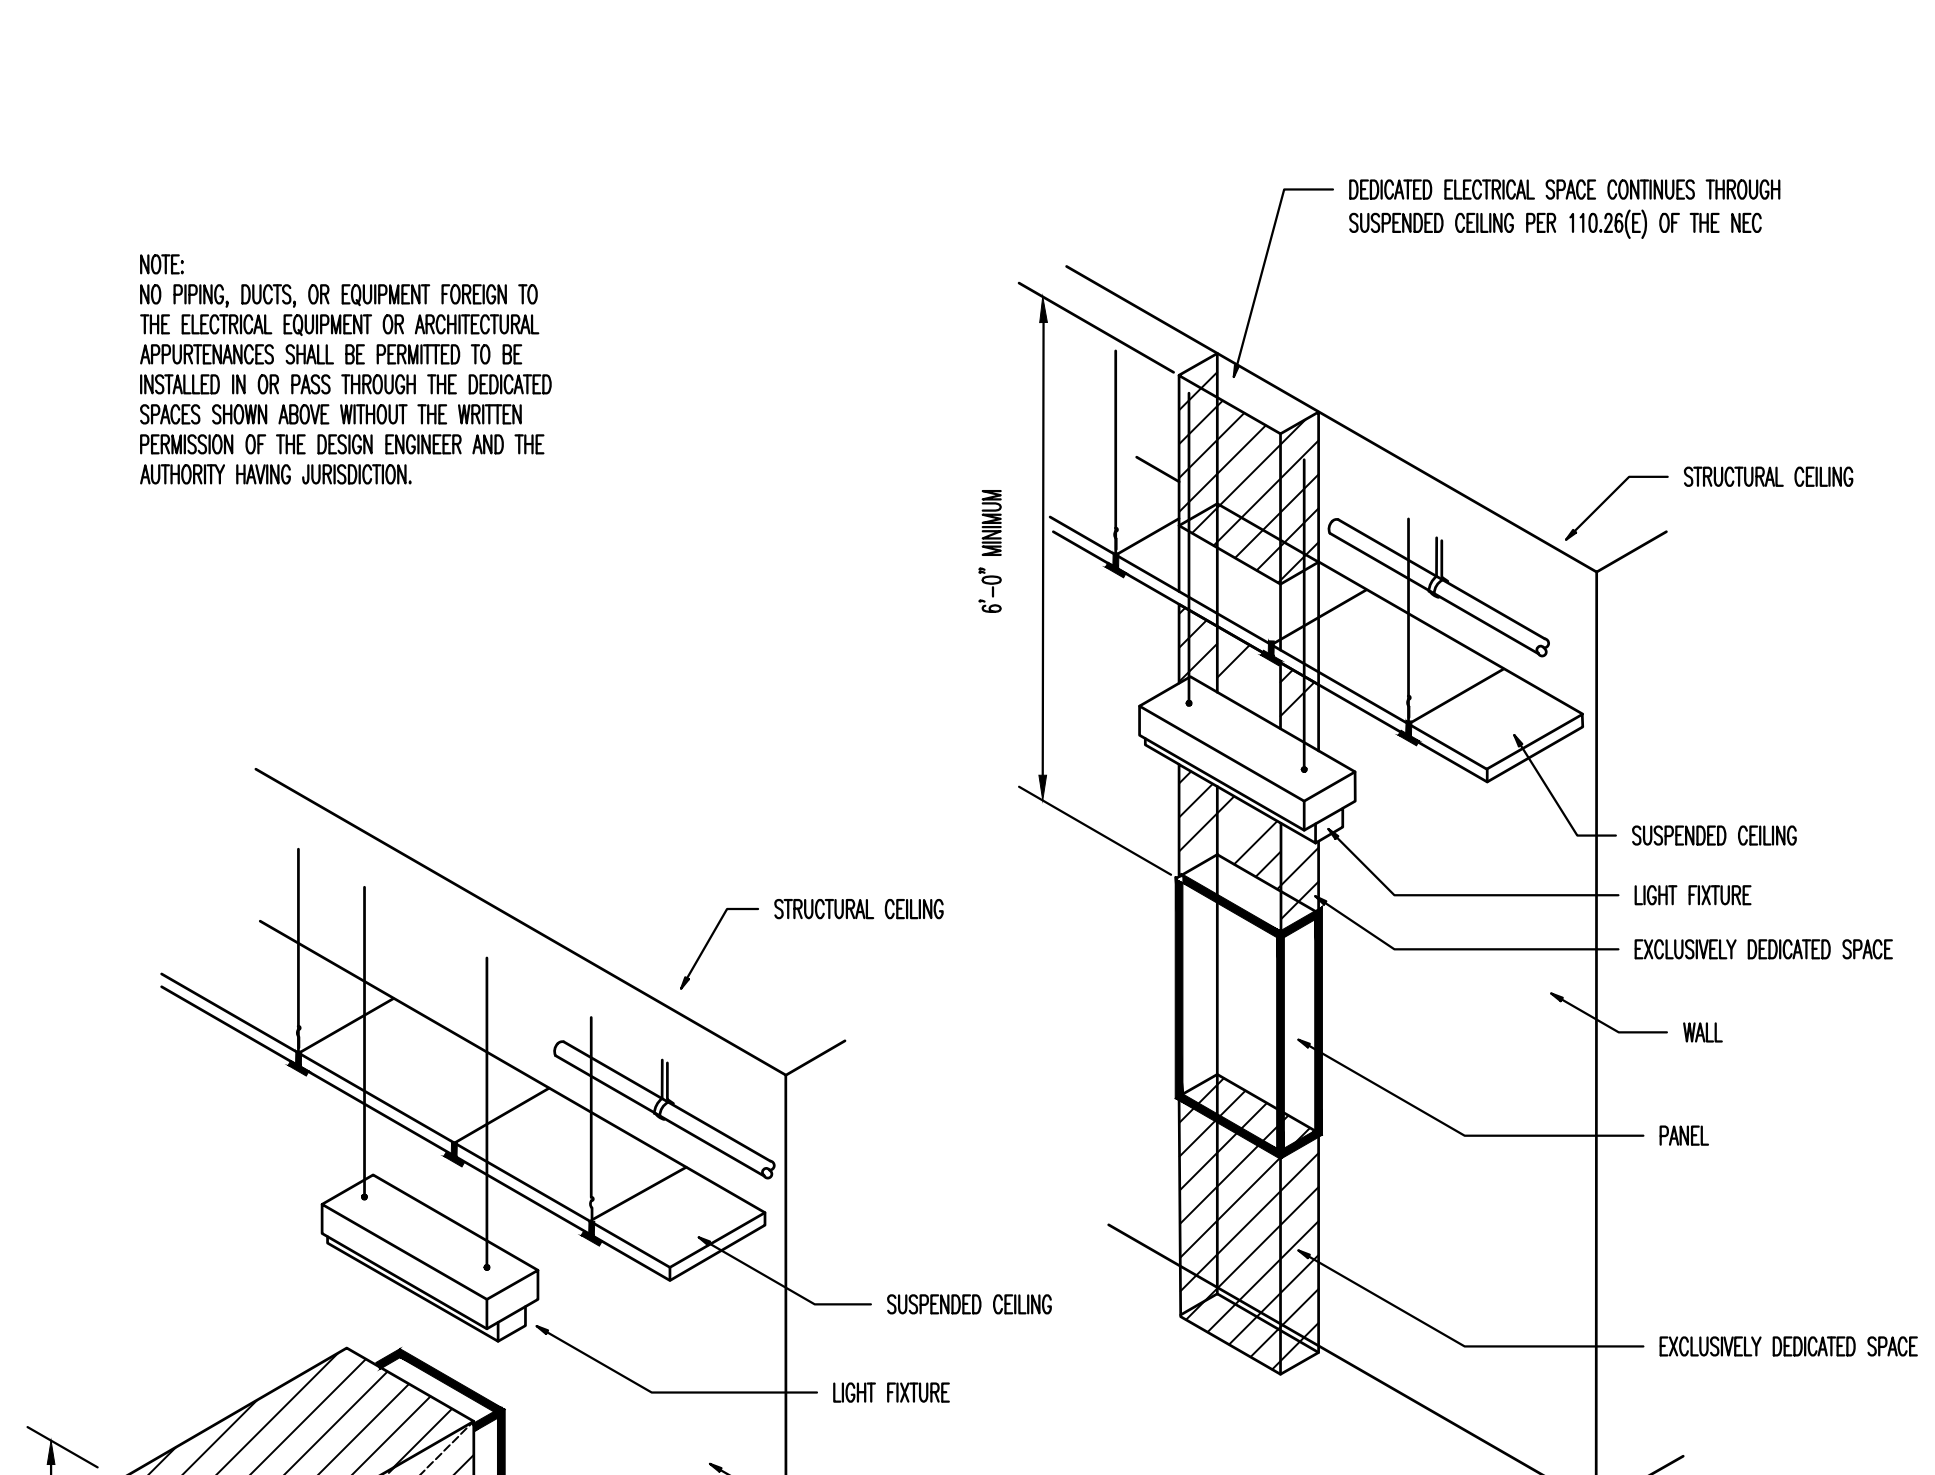 DEDICATED ELECTRICAL SPACE CONTINUES THROUGH
SUSPENDED CEILING PER 110.26(E) OF THE NEC
NOTE:
NO PIPING, DUCTS, OR EQUIPMENT FOREIGN TO
THE ELECTRICAL EQUIPMENT OR ARCHITECTURAL
APPURTENANCES SHALL BE PERMITTED TO BE
INSTALLED IN OR PASS THROUGH THE DEDICATED
SPACES SHOWN ABOVE WITHOUT THE WRITTEN
PERMISSION OF THE DESIGN ENGINEER AND THE
AUTHORITY HAVING JURISDICTION.
6'-0" MINIMUM
STRUCTURAL CEILING
SUSPENDED CEILING
LIGHT FIXTURE
EXCLUSIVELY DEDICATED SPACE
WALL
PANEL
EXCLUSIVELY DEDICATED SPACE
STRUCTURAL CEILING
SUSPENDED CEILING
LIGHT FIXTURE